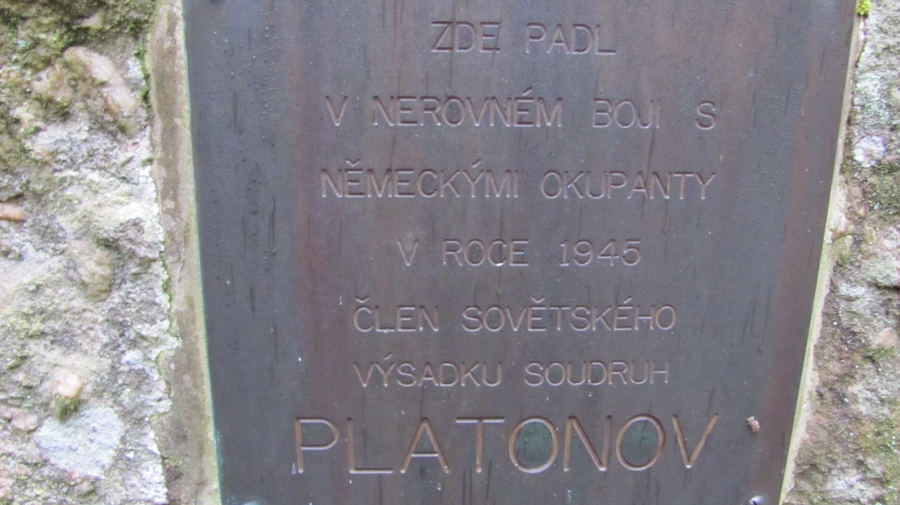 ZDE PADL
V NEROVNÉM BOJI S
NĚMECKÝMI OKUPANTY
V ROCE 1945
ČLEN SOVĚTSKÉHO
VÝSADKU SOUDRUH
PLATONOV